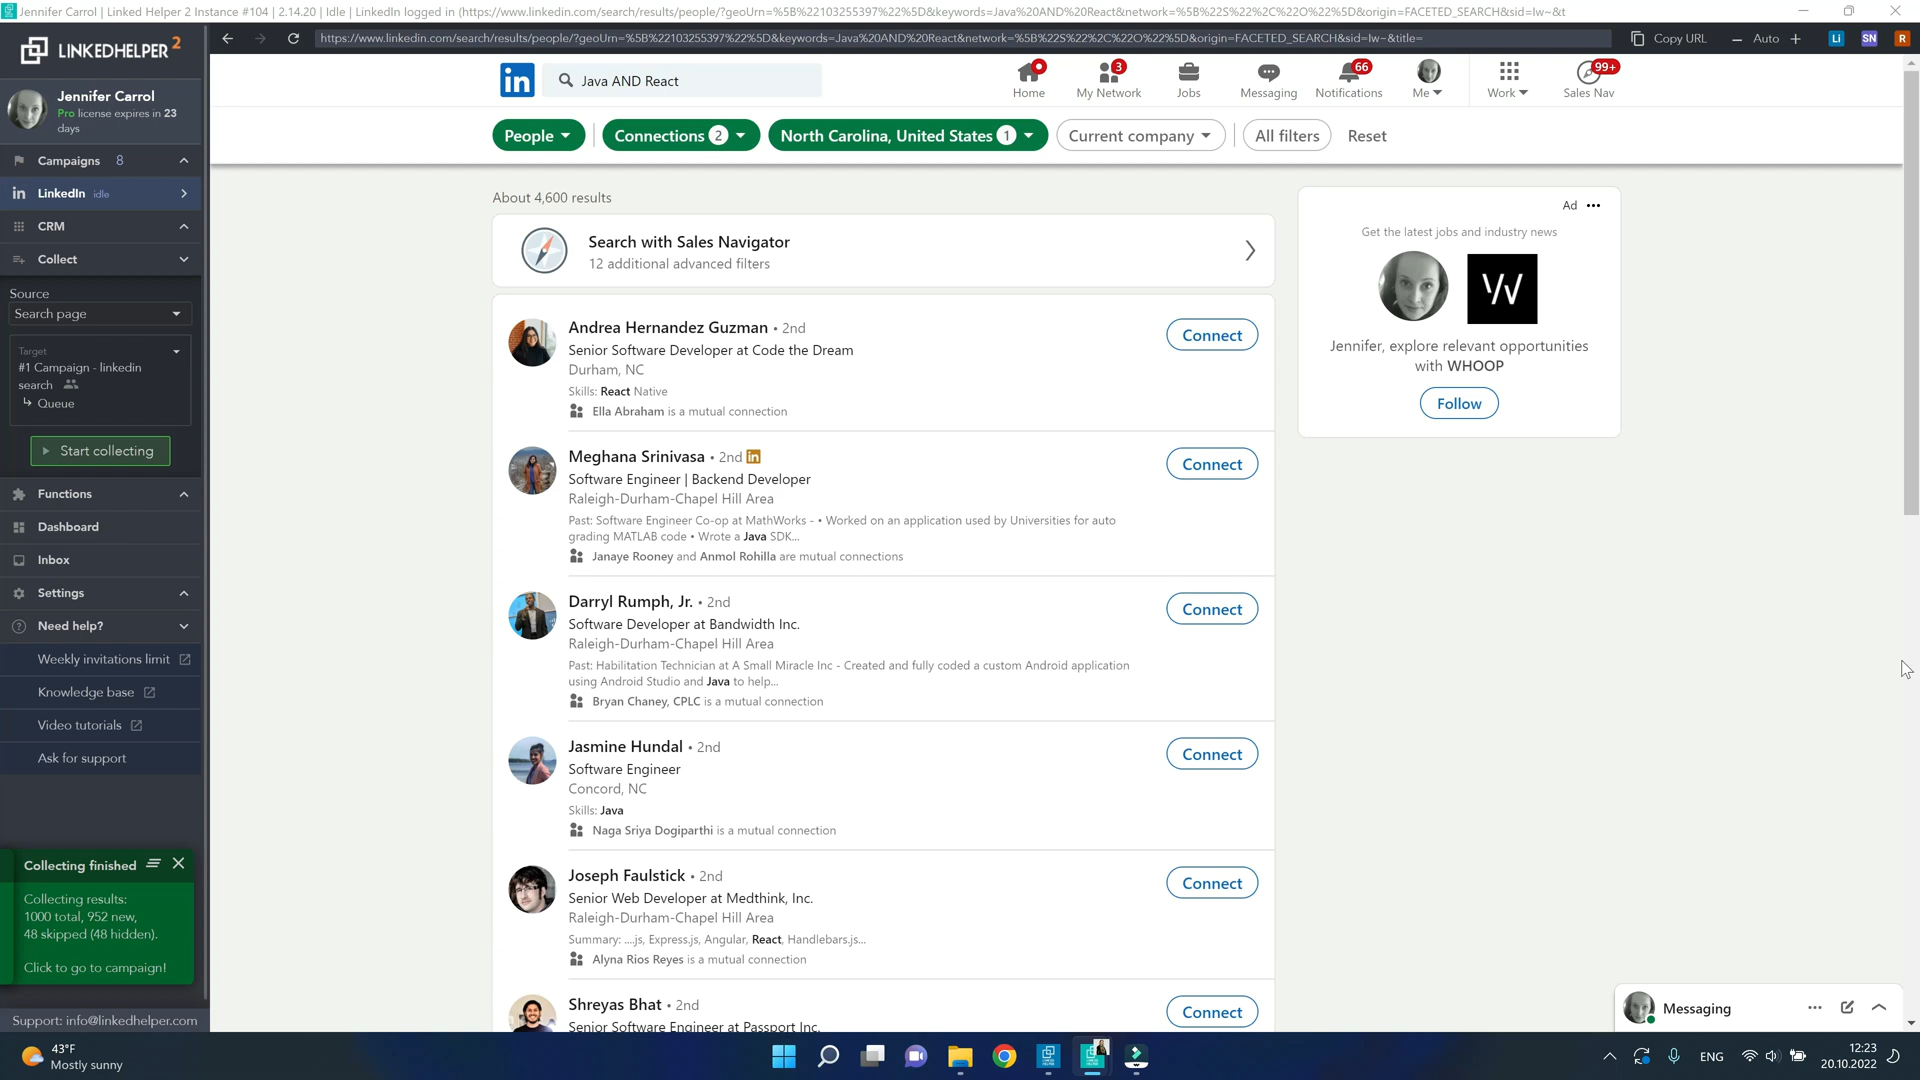 Jennifer Carrol | Linked Helper 2 Instance #104 | 2.14.20 | Idle | LinkedIn logged in (https://www.linkedin.com/search/results/people/?geoUrn=%5B%22103255397%22%5D&keywords=Java%20AND%20React&network=%5B%22S%22%2C%22O%22%5D&origin=FACETED_SEARCH&sid=Iw~&t
https://www.linkedin.com/search/results/people/?geoUrn=%5B%22103255397%22%5D&keywords=Java%20AND%20React&network=%5B%22S%22%2C%22O%22%5D&origin=FACETED_SEARCH&sid=Iw~&title=
Copy URL
Auto
Li
SN
R
LINKEDHELPER 2
Jennifer Carrol
Pro license expires in 23
days
Campaigns 8
LinkedIn idle
CRM
Collect
Source
Search page
Target
#1 Campaign - linkedin
search
Queue
Start collecting
Functions
Dashboard
Inbox
Settings
Need help?
Weekly invitations limit
Knowledge base
Video tutorials
Ask for support
Collecting finished
Collecting results:
1000 total, 952 new,
48 skipped (48 hidden).
Click to go to campaign!
Support: info@linkedhelper.com
in
Java AND React
Home
3
My Network
Jobs
Messaging
66
Notifications
Me
Work
99+
Sales Nav
People
Connections 2
North Carolina, United States 1
Current company
All filters
Reset
About 4,600 results
Search with Sales Navigator
12 additional advanced filters
Andrea Hernandez Guzman • 2nd
Senior Software Developer at Code the Dream
Durham, NC
Skills: React Native
Ella Abraham is a mutual connection
Connect
Meghana Srinivasa • 2nd in
Software Engineer | Backend Developer
Raleigh-Durham-Chapel Hill Area
Past: Software Engineer Co-op at MathWorks - • Worked on an application used by Universities for auto
grading MATLAB code • Wrote a Java SDK...
Janaye Rooney and Anmol Rohilla are mutual connections
Connect
Darryl Rumph, Jr. • 2nd
Software Developer at Bandwidth Inc.
Raleigh-Durham-Chapel Hill Area
Past: Habilitation Technician at A Small Miracle Inc - Created and fully coded a custom Android application
using Android Studio and Java to help...
Bryan Chaney, CPLC is a mutual connection
Connect
Jasmine Hundal • 2nd
Software Engineer
Concord, NC
Skills: Java
Naga Sriya Dogiparthi is a mutual connection
Connect
Joseph Faulstick • 2nd
Senior Web Developer at Medthink, Inc.
Raleigh-Durham-Chapel Hill Area
Summary: ....js, Express.js, Angular, React, Handlebars.js...
Alyna Rios Reyes is a mutual connection
Connect
Shreyas Bhat • 2nd
Senior Software Engineer at Passport Inc.
Connect
Ad
Get the latest jobs and industry news
W
Jennifer, explore relevant opportunities
with WHOOP
Follow
Messaging
43°F
Mostly sunny
ENG
12:23
20.10.2022